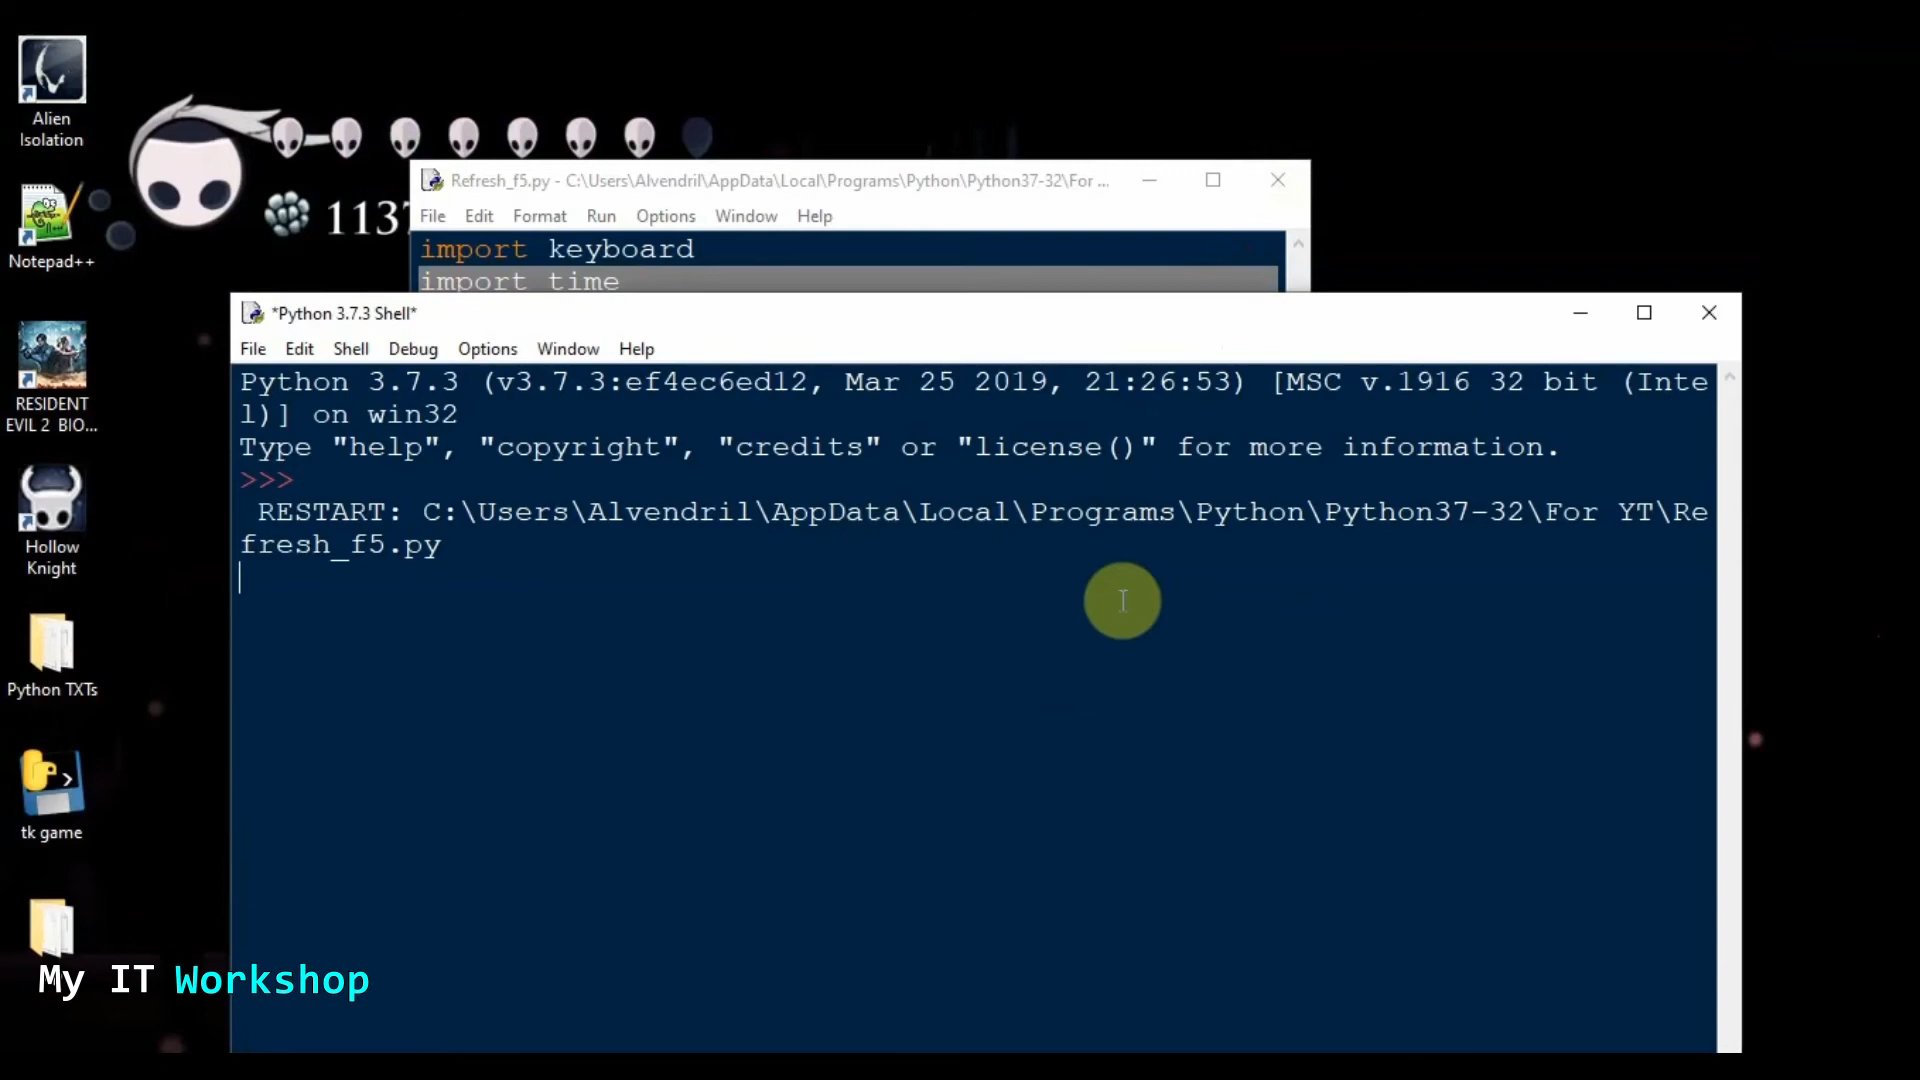 Alien
Isolation
Notepad++
RESIDENT
EVIL 2 BIO...
Hollow
Knight
Python TXTs
tk game
1137
Refresh_f5.py - C:\Users\Alvendril\AppData\Local\Programs\Python\Python37-32\For ...
File Edit Format Run Options Window Help
import keyboard
import time
*Python 3.7.3 Shell*
File Edit Shell Debug Options Window Help
Python 3.7.3 (v3.7.3:ef4ec6ed12, Mar 25 2019, 21:26:53) [MSC v.1916 32 bit (Inte
l)] on win32
Type "help", "copyright", "credits" or "license()" for more information.
>>>
RESTART: C:\Users\Alvendril\AppData\Local\Programs\Python\Python37-32\For YT\Re
fresh_f5.py
My IT Workshop